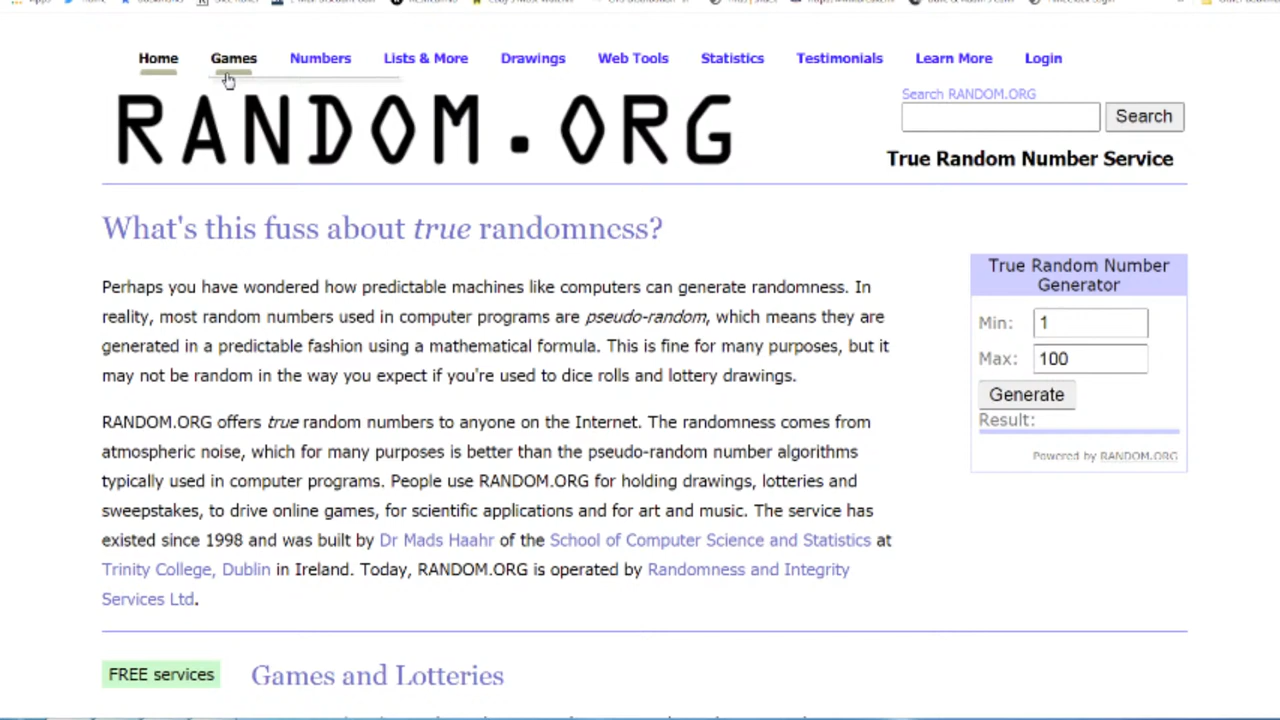 Home Games Numbers Lists & More Drawings Web Tools Statistics Testimonials Learn More Login
RANDOM.ORG
Search RANDOM.ORG
Search
True Random Number Service
What's this fuss about true randomness?
Perhaps you have wondered how predictable machines like computers can generate randomness. In
reality, most random numbers used in computer programs are pseudo-random, which means they are
generated in a predictable fashion using a mathematical formula. This is fine for many purposes, but it
may not be random in the way you expect if you're used to dice rolls and lottery drawings.
RANDOM.ORG offers true random numbers to anyone on the Internet. The randomness comes from
atmospheric noise, which for many purposes is better than the pseudo-random number algorithms
typically used in computer programs. People use RANDOM.ORG for holding drawings, lotteries and
sweepstakes, to drive online games, for scientific applications and for art and music. The service has
existed since 1998 and was built by Dr Mads Haahr of the School of Computer Science and Statistics at
Trinity College, Dublin in Ireland. Today, RANDOM.ORG is operated by Randomness and Integrity
Services Ltd.
True Random Number
Generator
Min: 1
Max: 100
Generate
Result:
Powered by RANDOM.ORG
FREE services
Games and Lotteries